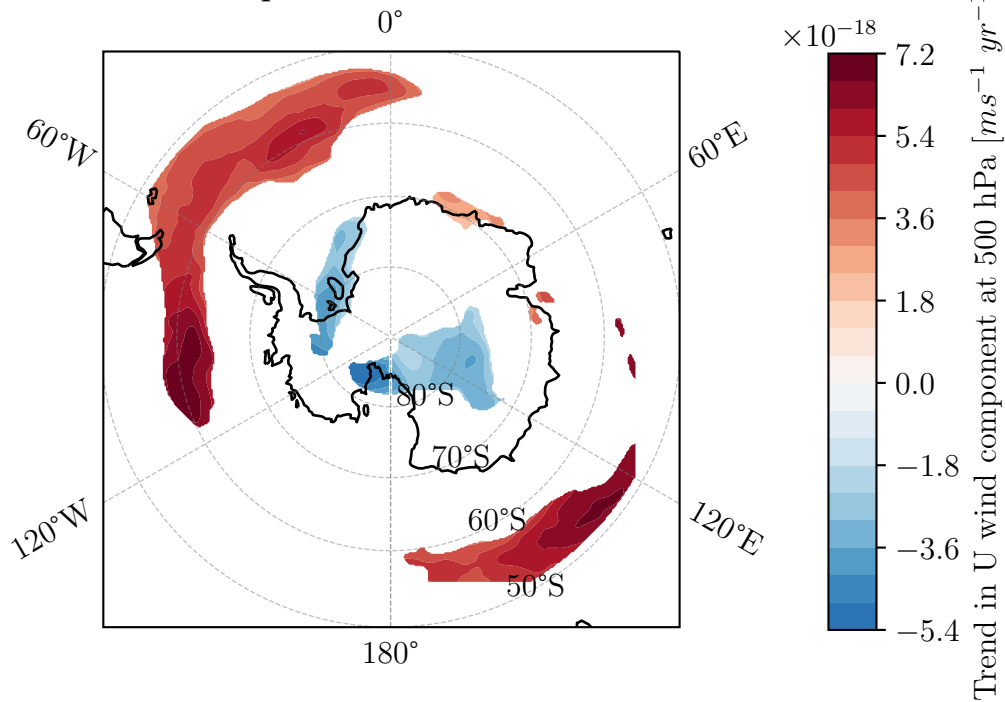 0°
×10⁻¹⁸
60°W
60°E
80°S
70°S
60°S
50°S
120°W
120°E
180°
7.2
5.4
3.6
1.8
0.0
−1.8
−3.6
−5.4
Trend in U wind component at 500 hPa [ms⁻¹ yr⁻